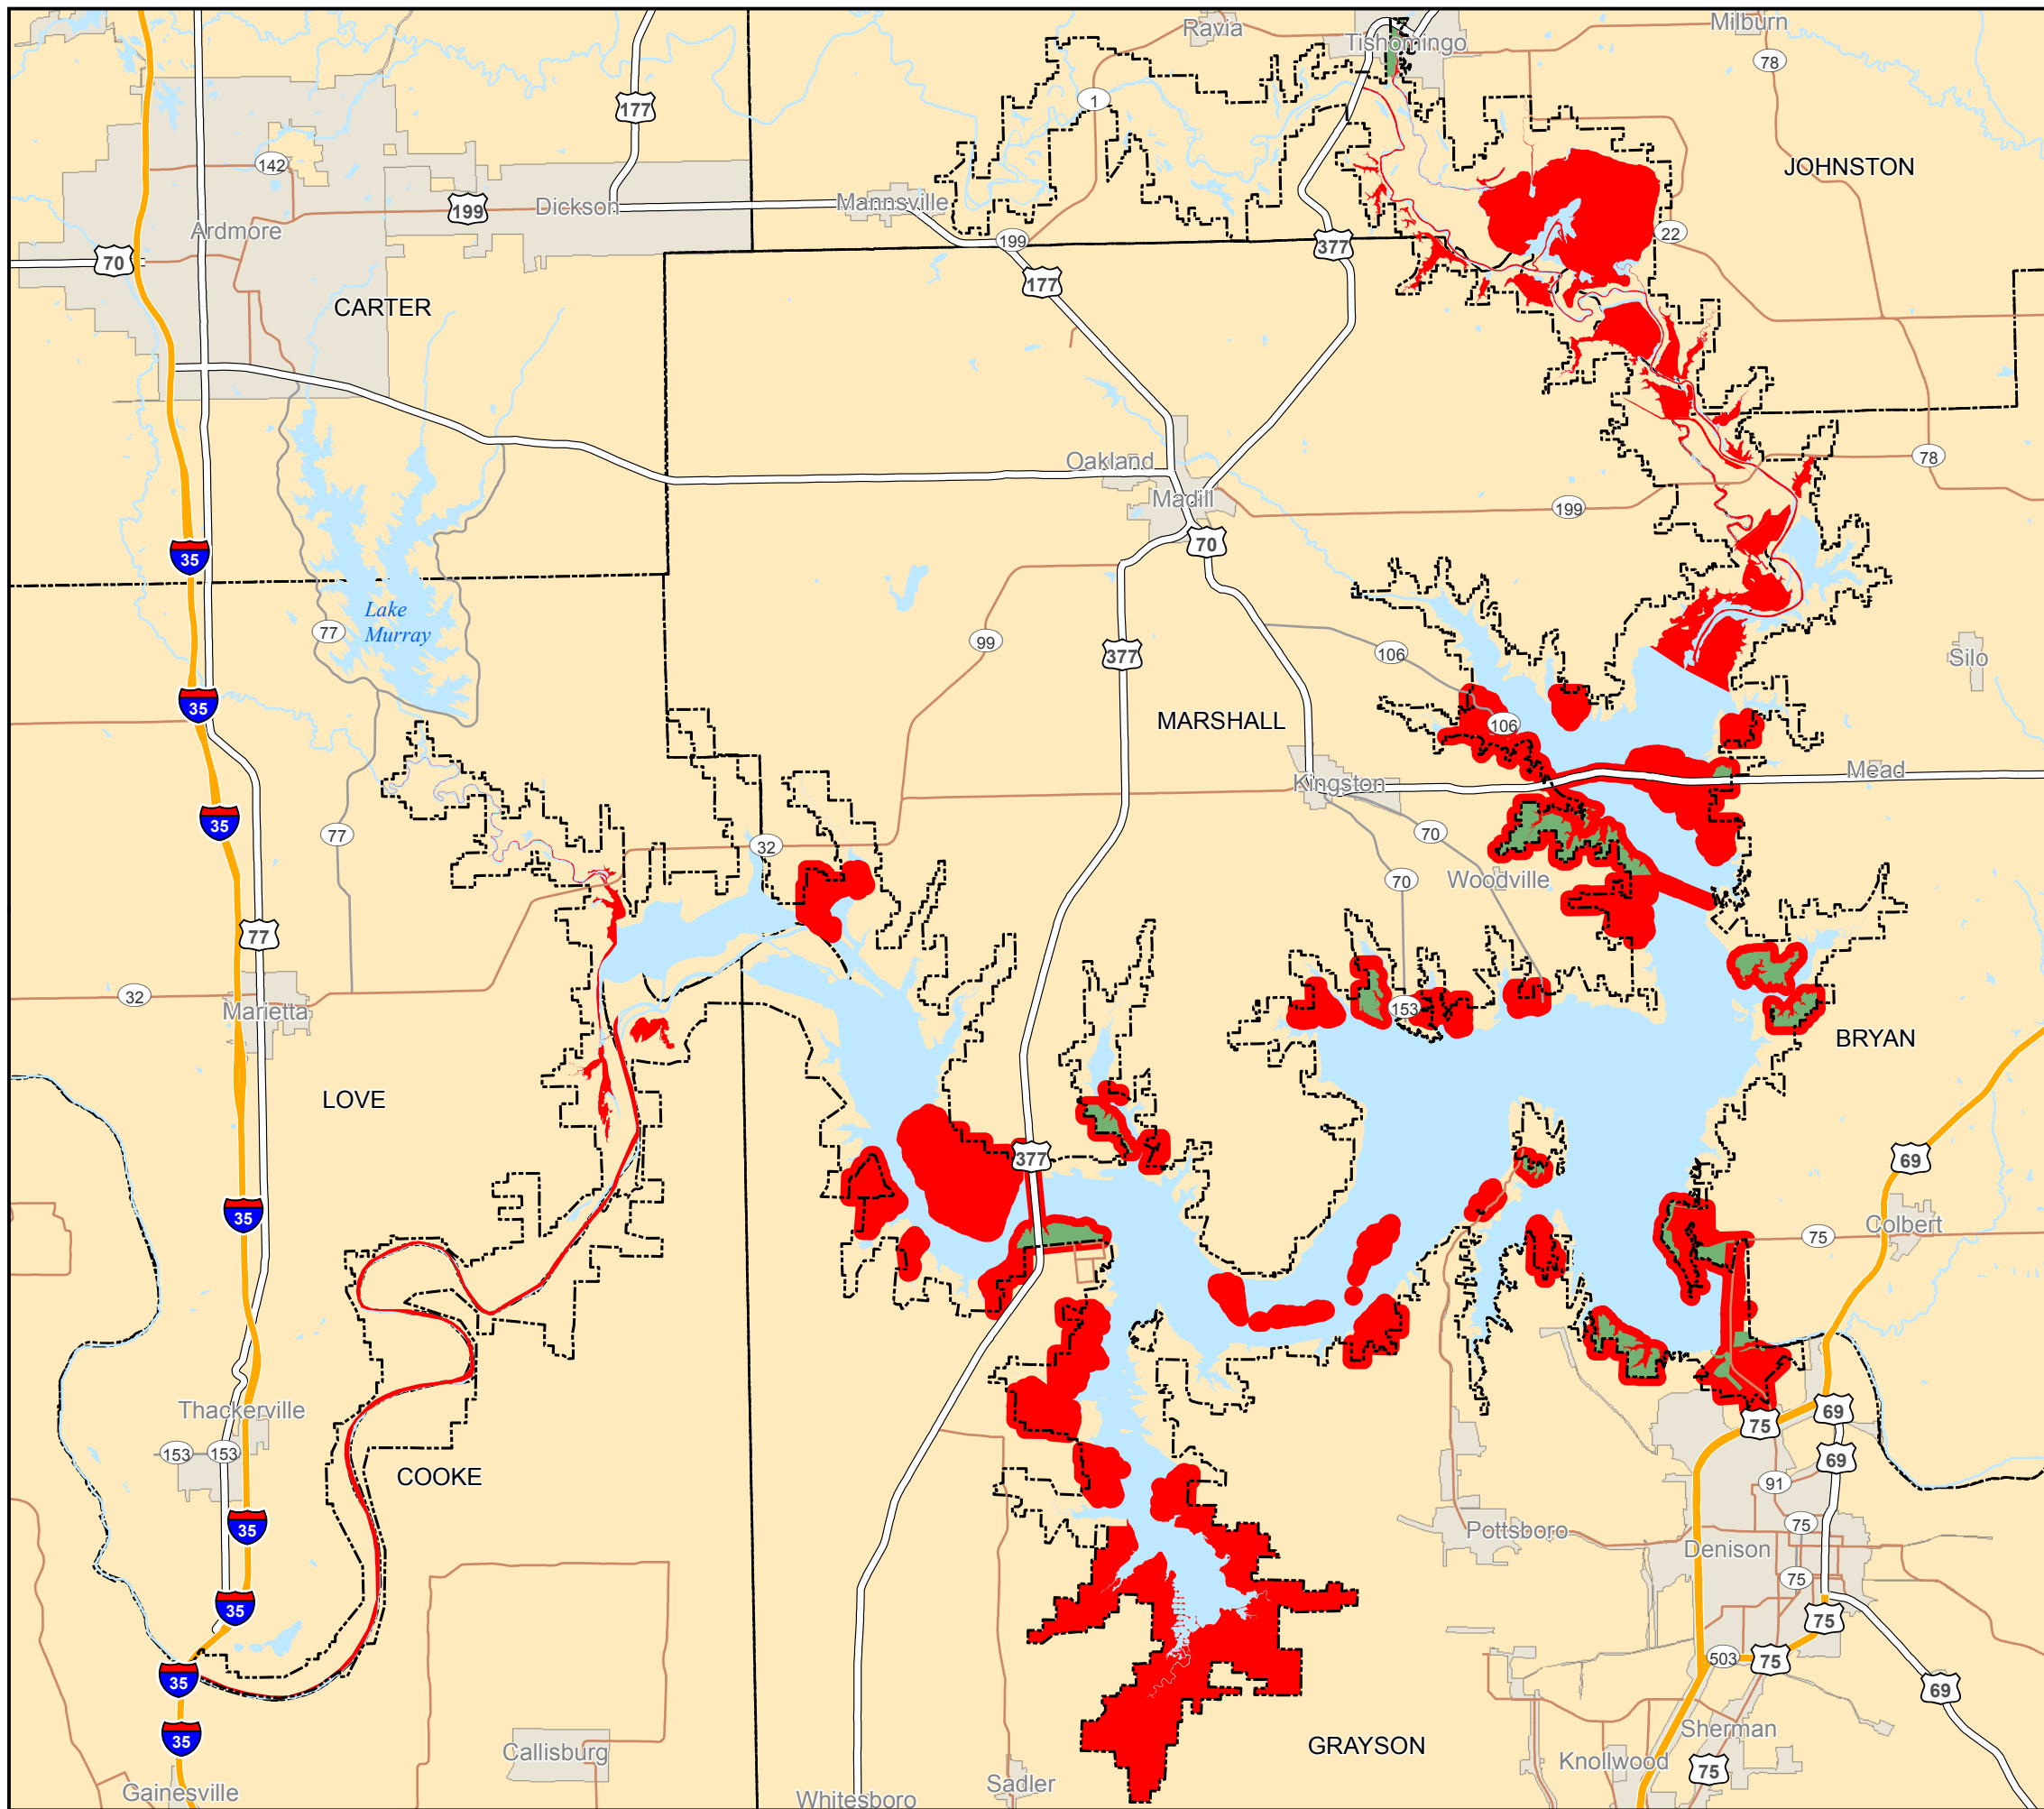 Ravia
Milburn
Tishomingo
78
177
1
142
JOHNSTON
Dickson
Mannsville
199
Ardmore
22
199
377
70
177
CARTER
Oakland
78
Madill
199
70
35
Lake
Murray
77
99
106
377
Silo
35
MARSHALL
106
Mead
Kingston
35
77
70
32
70
Woodville
77
32
Marietta
153
BRYAN
LOVE
377
69
35
Colbert
75
Thackerville
69
75
153
153
COOKE
69
91
35
75
Pottsboro
Denison
75
35
75
503
75
35
69
Sherman
35
GRAYSON
Callisburg
Knollwood
75
Sadler
Gainesville
Whitesboro